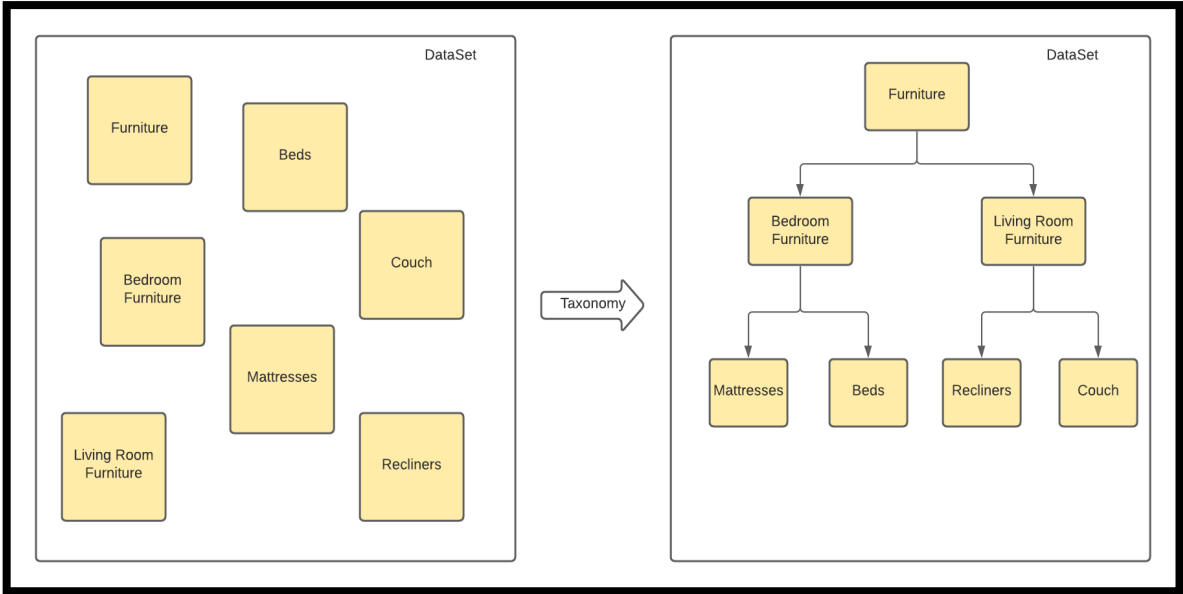 DataSet
Furniture
Beds
Couch
Bedroom
Furniture
Mattresses
Living Room
Furniture
Recliners
Taxonomy
DataSet
Furniture
Bedroom
Furniture
Living Room
Furniture
Mattresses
Beds
Recliners
Couch